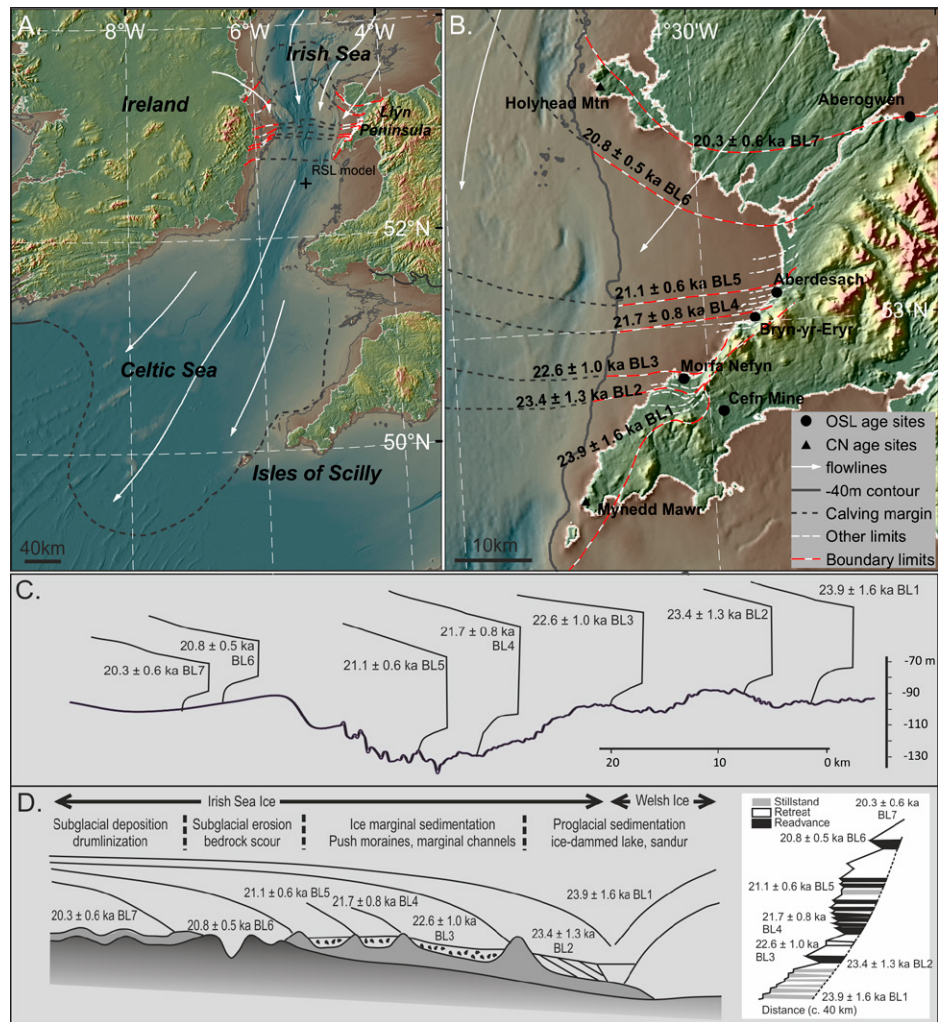 A.
8°W
6°W
4°W
Irish Sea
Ireland
Llyn
Peninsula
RSL model
52°N
Celtic Sea
50°N
Isles of Scilly
40km
B.
4°30'W
Holyhead Mtn
Aberogwen
20.3 ± 0.6 ka BL7
20.8 ± 0.5 ka BL6
21.1 ± 0.6 ka BL5
Aberdesach
21.7 ± 0.8 ka BL4
53°N
Bryn-yr-Eryr
22.6 ± 1.0 ka BL3
Morfa Nefyn
23.4 ± 1.3 ka BL2
Cefn Mine
23.9 ± 1.6 ka BL1
Mynedd Mawr
10km
OSL age sites
CN age sites
flowlines
-40m contour
Calving margin
Other limits
Boundary limits
C.
23.9 ± 1.6 ka BL1
20.8 ± 0.5 ka
BL6
20.3 ± 0.6 ka BL7
21.1 ± 0.6 ka BL5
21.7 ± 0.8 ka
BL4
22.6 ± 1.0 ka BL3
23.4 ± 1.3 ka BL2
-70 m
-90
-110
-130
20
10
0 km
D.
Irish Sea Ice
Welsh Ice
Subglacial deposition
drumlinization
Subglacial erosion
bedrock scour
Ice marginal sedimentation
Push moraines, marginal channels
Proglacial sedimentation
ice-dammed lake, sandur
20.3 ± 0.6 ka BL7
20.8 ± 0.5 ka BL6
21.1 ± 0.6 ka BL5
21.7 ± 0.8 ka BL4
22.6 ± 1.0 ka
BL3
23.4 ± 1.3 ka
BL2
23.9 ± 1.6 ka BL1
Stillstand
Retreat
Readvance
20.3 ± 0.6 ka
BL7
20.8 ± 0.5 ka
BL6
21.1 ± 0.6 ka BL5
21.7 ± 0.8 ka
BL4
22.6 ± 1.0 ka
BL3
23.4 ± 1.3 ka BL2
23.9 ± 1.6 ka BL1
Distance (c. 40 km)